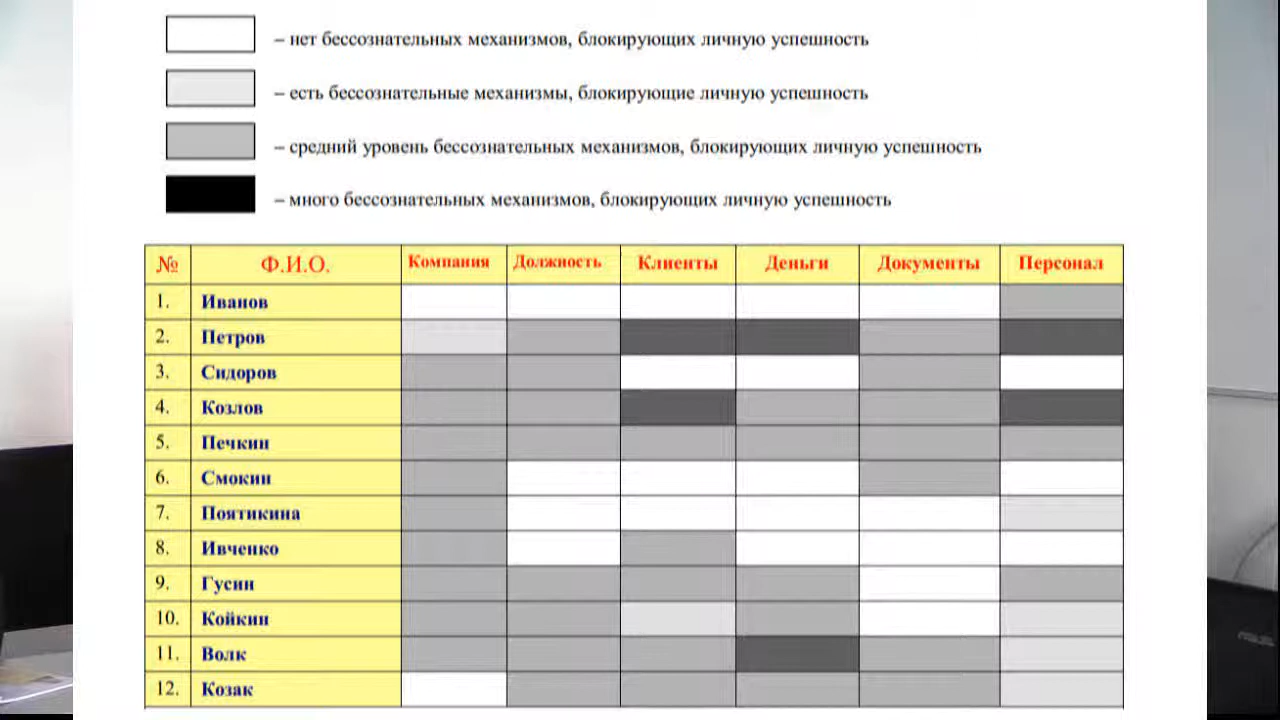 – нет бессознательных механизмов, блокирующих личную успешность
– есть бессознательные механизмы, блокирующие личную успешность
– средний уровень бессознательных механизмов, блокирующих личную успешность
– много бессознательных механизмов, блокирующих личную успешность
№ Ф.И.О. Компания Должность Клиенты Деньги Документы Персонал
1. Иванов
2. Петров
3. Сидоров
4. Козлов
5. Печкин
6. Смокин
7. Поятикина
8. Ивченко
9. Гусин
10. Койкин
11. Волк
12. Козак